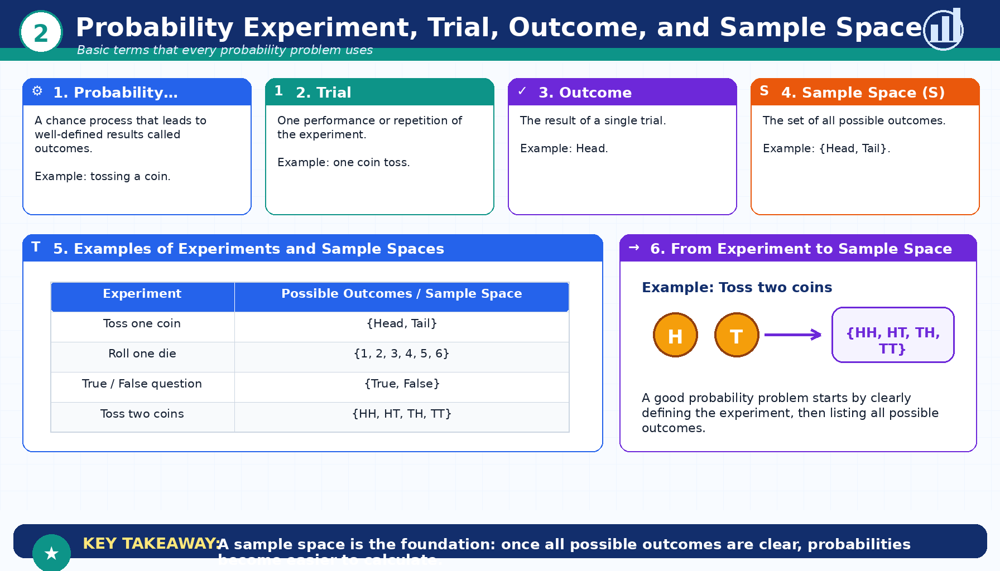 2
Probability Experiment, Trial, Outcome, and Sample Space
Basic terms that every probability problem uses
⚙ 1. Probability…
A chance process that leads to
well-defined results called
outcomes.
Example: tossing a coin.
1 2. Trial
One performance or repetition of
the experiment.
Example: one coin toss.
✓ 3. Outcome
The result of a single trial.
Example: Head.
S 4. Sample Space (S)
The set of all possible outcomes.
Example: {Head, Tail}.
T 5. Examples of Experiments and Sample Spaces
Experiment Possible Outcomes / Sample Space
Toss one coin {Head, Tail}
Roll one die {1, 2, 3, 4, 5, 6}
True / False question {True, False}
Toss two coins {HH, HT, TH, TT}
→ 6. From Experiment to Sample Space
Example: Toss two coins
H T {HH, HT, TH,
TT}
A good probability problem starts by clearly
defining the experiment, then listing all possible
outcomes.
★ KEY TAKEAWAY: A sample space is the foundation: once all possible outcomes are clear, probabilities
become easier to calculate.